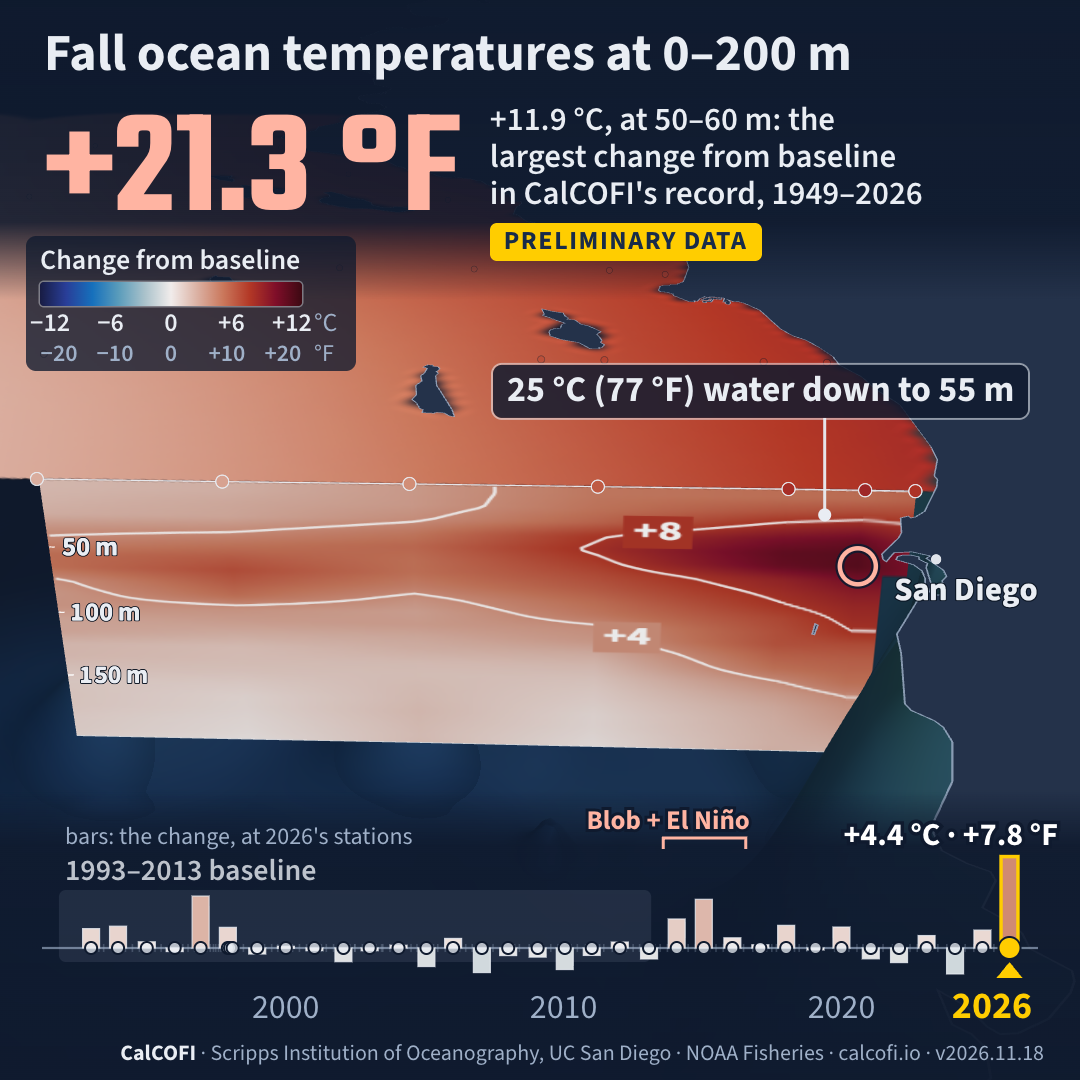 Fall ocean temperatures at 0–200 m
+21.3 °F
+11.9 °C, at 50–60 m: the
largest change from baseline
in CalCOFI's record, 1949–2026
PRELIMINARY DATA
Change from baseline
−12 −6 0 +6 +12 °C
−20 −10 0 +10 +20 °F
25 °C (77 °F) water down to 55 m
+8
50 m
San Diego
100 m
+4
150 m
Blob + El Niño
+4.4 °C · +7.8 °F
bars: the change, at 2026's stations
1993–2013 baseline
2000 2010 2020 2026
CalCOFI · Scripps Institution of Oceanography, UC San Diego · NOAA Fisheries · calcofi.io · v2026.11.18